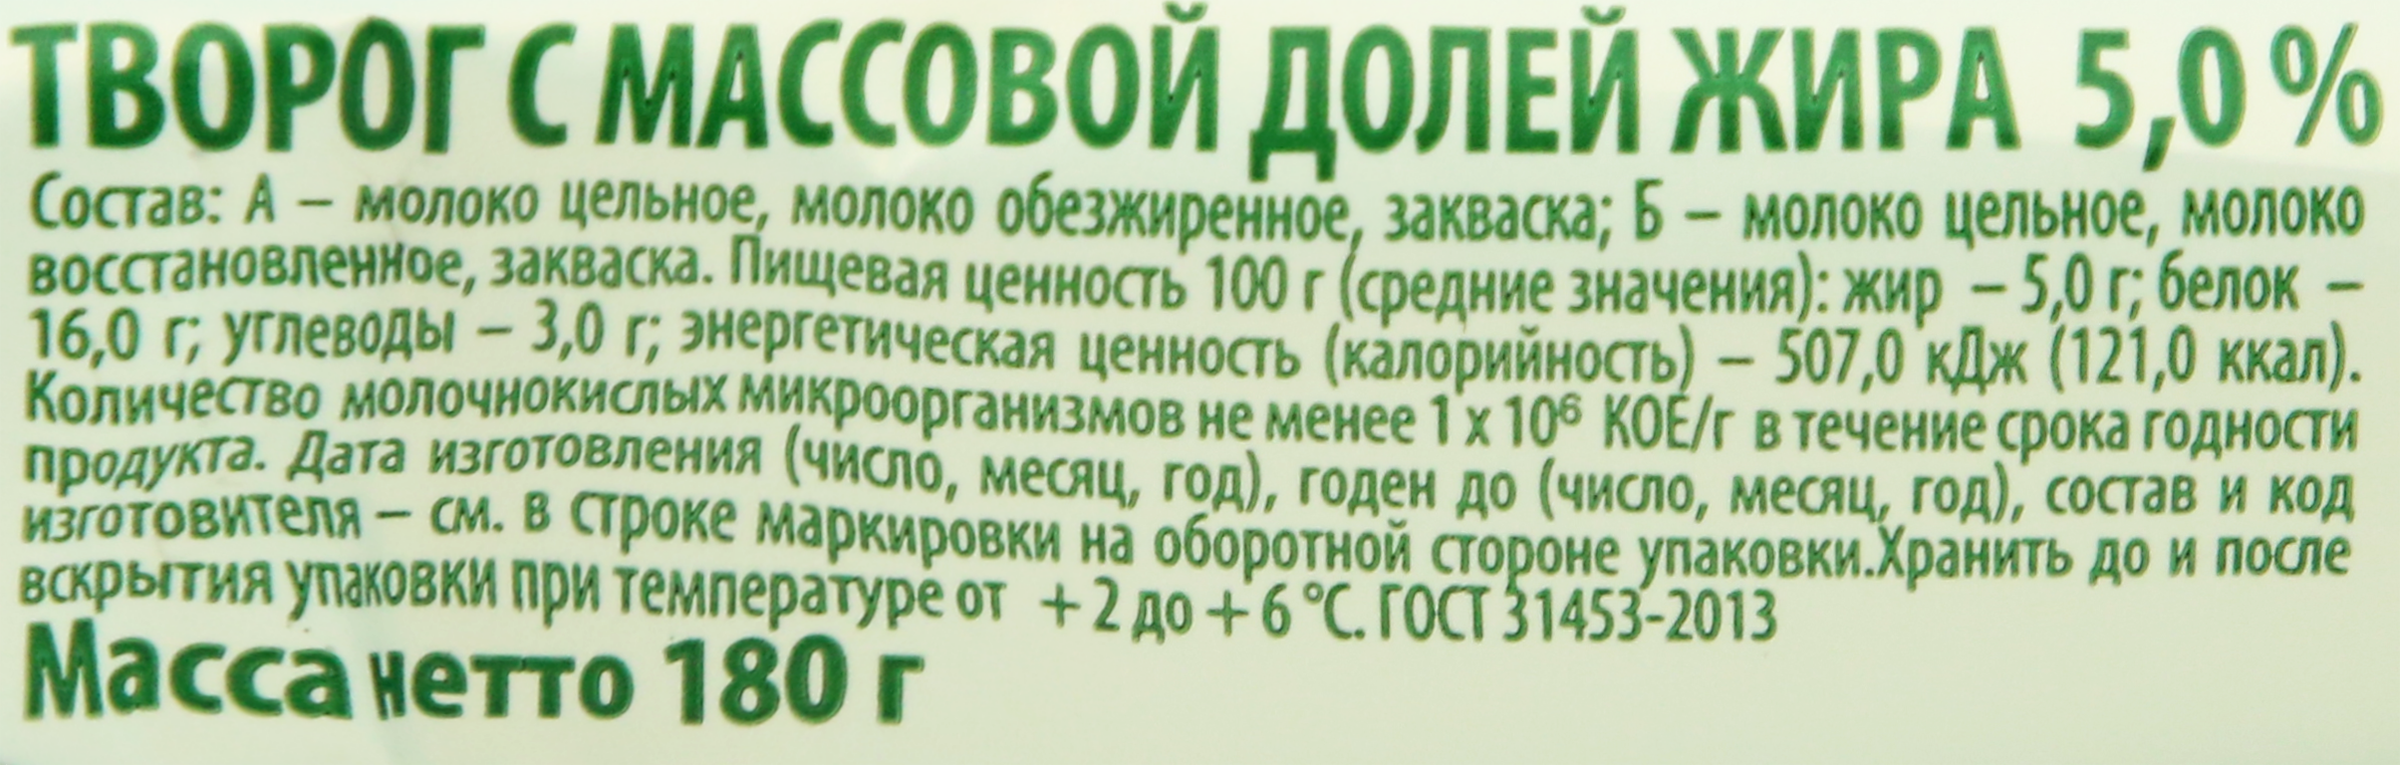 ТВОРОГ С МАССОВОЙ ДОЛЕЙ ЖИРА 5,0 %
Состав: А – молоко цельное, молоко обезжиренное, закваска; Б – молоко цельное, молоко
восстановленное, закваска. Пищевая ценность 100 г (средние значения): жир – 5,0 г; белок –
16,0 г; углеводы – 3,0 г; энергетическая ценность (калорийность) – 507,0 кДж (121,0 ккал).
Количество молочнокислых микроорганизмов не менее 1 х 10⁶ КОЕ/г в течение срока годности
продукта. Дата изготовления (число, месяц, год), годен до (число, месяц, год), состав и код
изготовителя – см. в строке маркировки на оборотной стороне упаковки.Хранить до и после
вскрытия упаковки при температуре от +2 до +6 °С. ГОСТ 31453-2013
Масса нетто 180 г